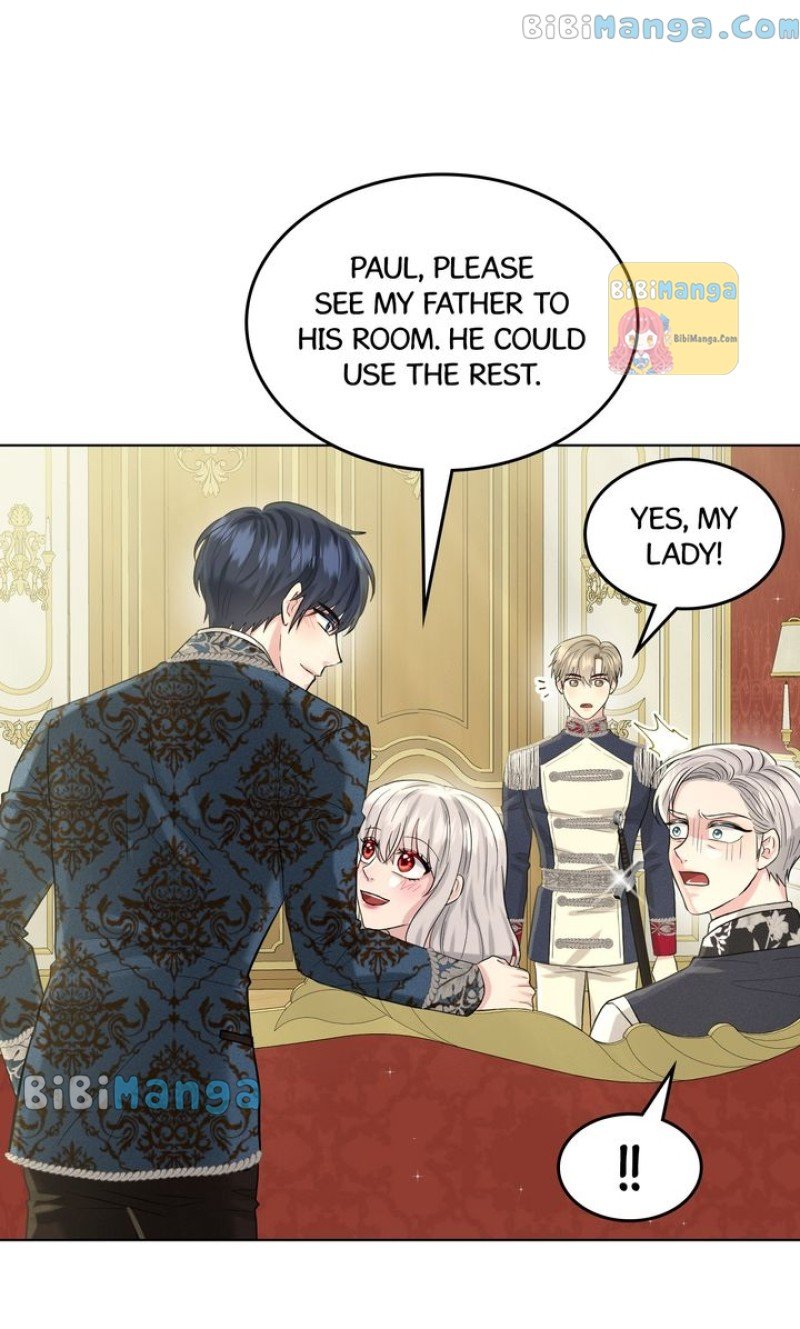 BiBiManga.Com
PAUL, PLEASE
SEE MY FATHER TO
HIS ROOM. HE COULD
USE THE REST.
BiBiManga
BibiManga.Com
YES, MY
LADY!
BiBiManga
!!